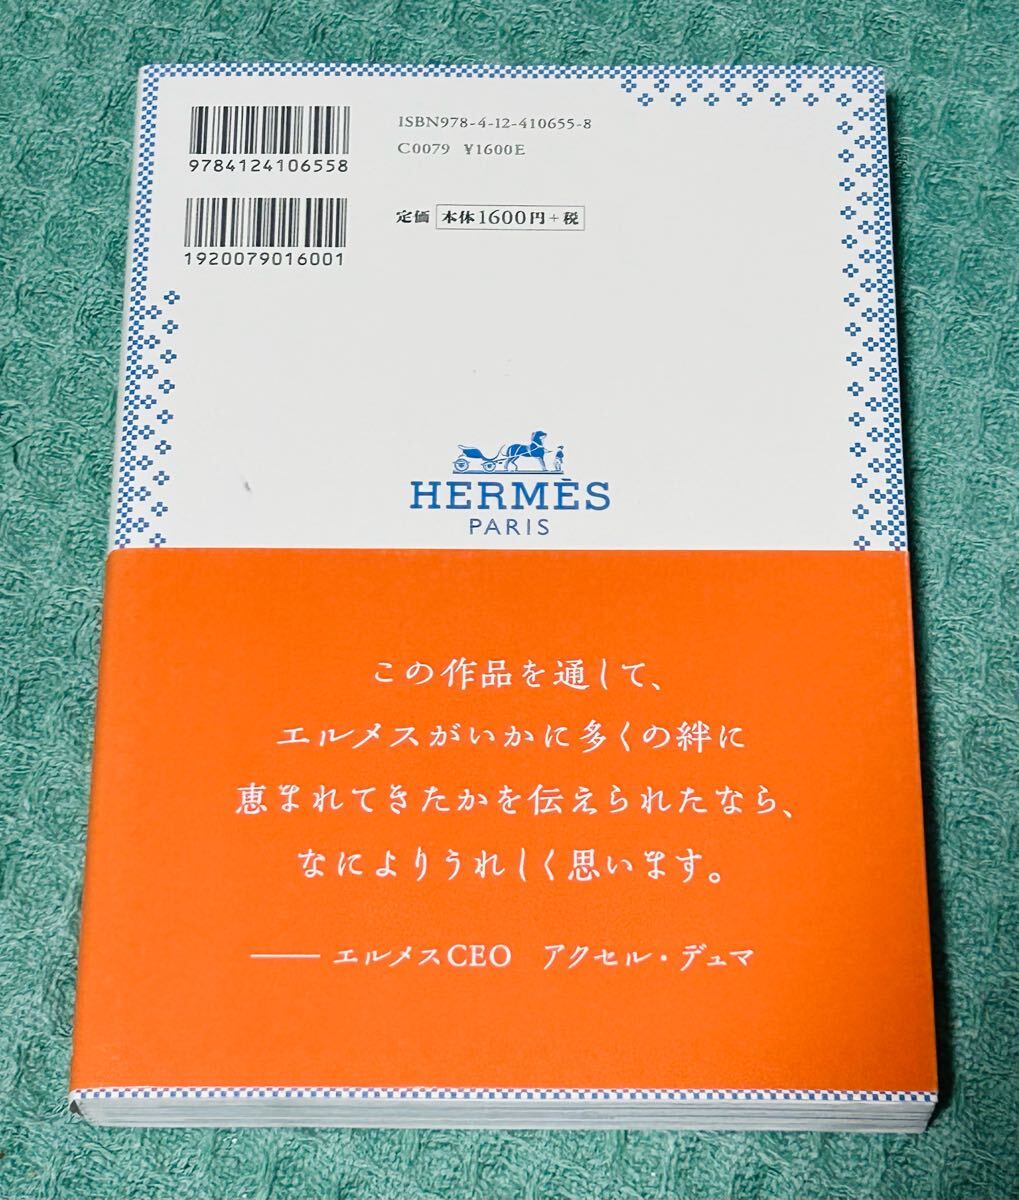 ISBN978-4-12-410655-8
C0079 ¥1600E
9784124106558
定価 本体1600円+税
1920079016001
HERMÈS
PARIS
この作品を通して、
エルメスがいかに多くの絆に
恵まれてきたかを伝えられたなら、
なによりうれしく思います。
――エルメスCEO アクセル・デュマ